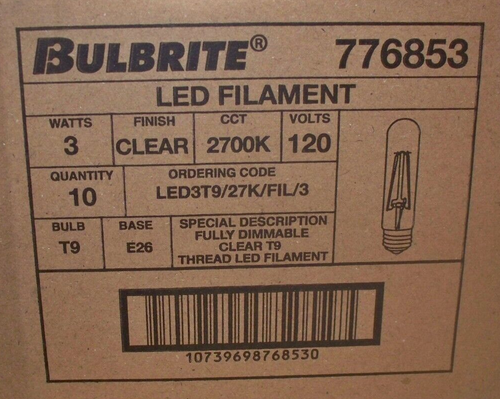 BULBRITE® 776853
LED FILAMENT
WATTS FINISH CCT VOLTS
3 CLEAR 2700K 120
QUANTITY ORDERING CODE
10 LED3T9/27K/FIL/3
BULB BASE SPECIAL DESCRIPTION
T9 E26 FULLY DIMMABLE
CLEAR T9
THREAD LED FILAMENT
10739698768530